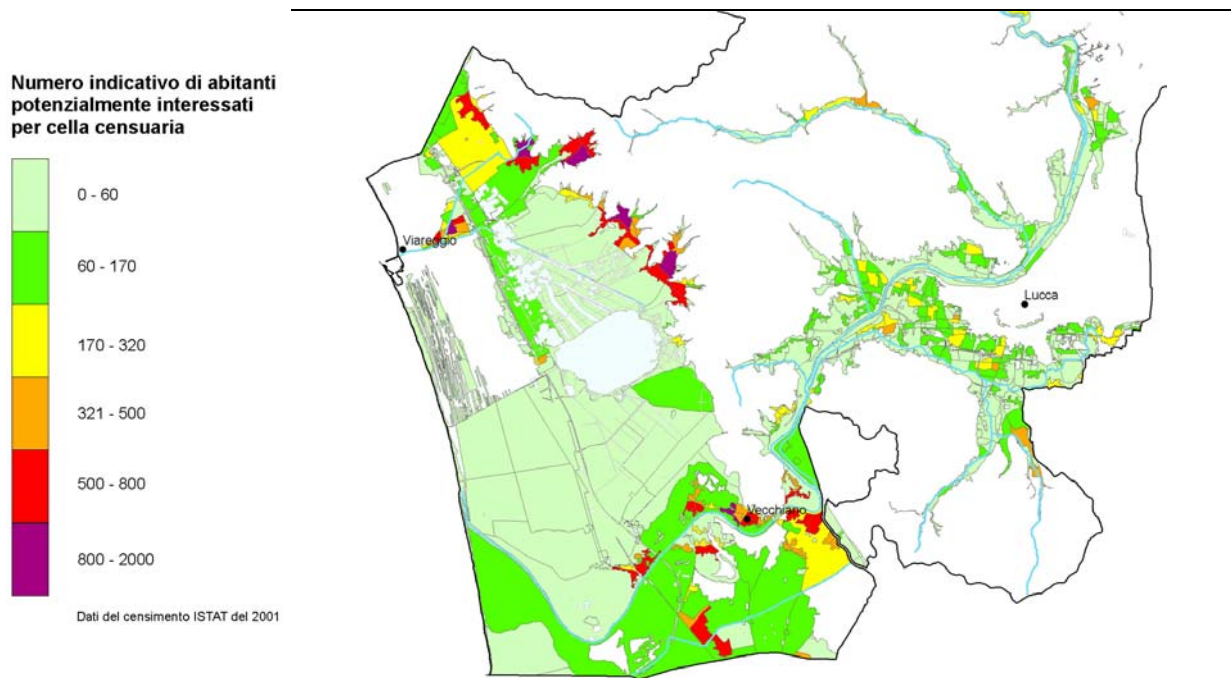 Numero indicativo di abitanti
potenzialmente interessati
per cella censuaria
0 - 60
60 - 170
170 - 320
321 - 500
500 - 800
800 - 2000
Dati del censimento ISTAT del 2001
Viareggio
Lucca
Vecchiano